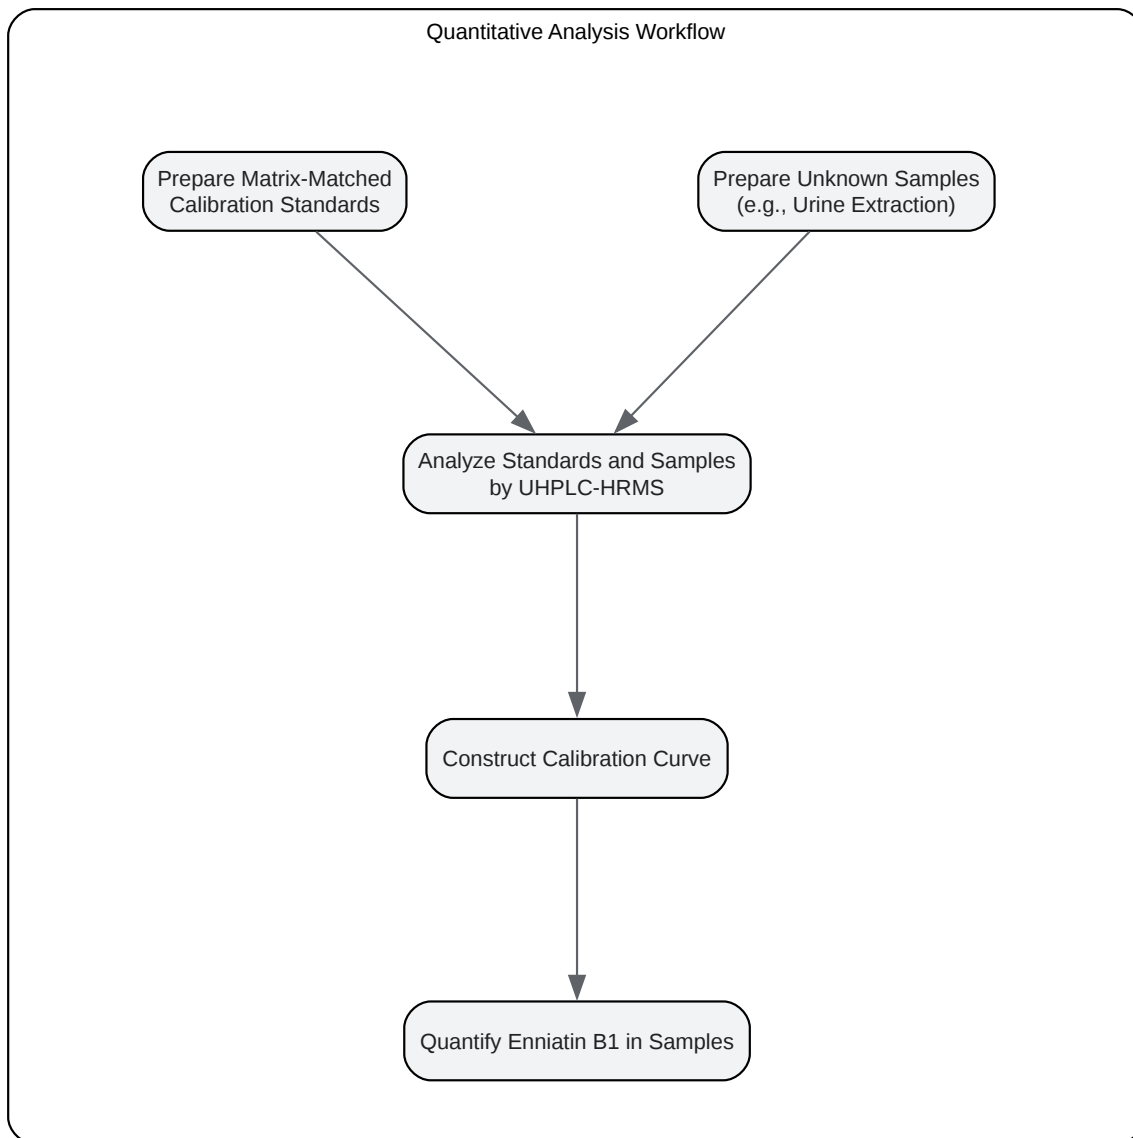 Quantitative Analysis Workflow
Prepare Matrix-Matched
Calibration Standards
Prepare Unknown Samples
(e.g., Urine Extraction)
Analyze Standards and Samples
by UHPLC-HRMS
Construct Calibration Curve
Quantify Enniatin B1 in Samples